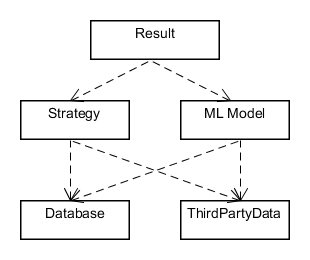 Result
Strategy
ML Model
Database
ThirdPartyData